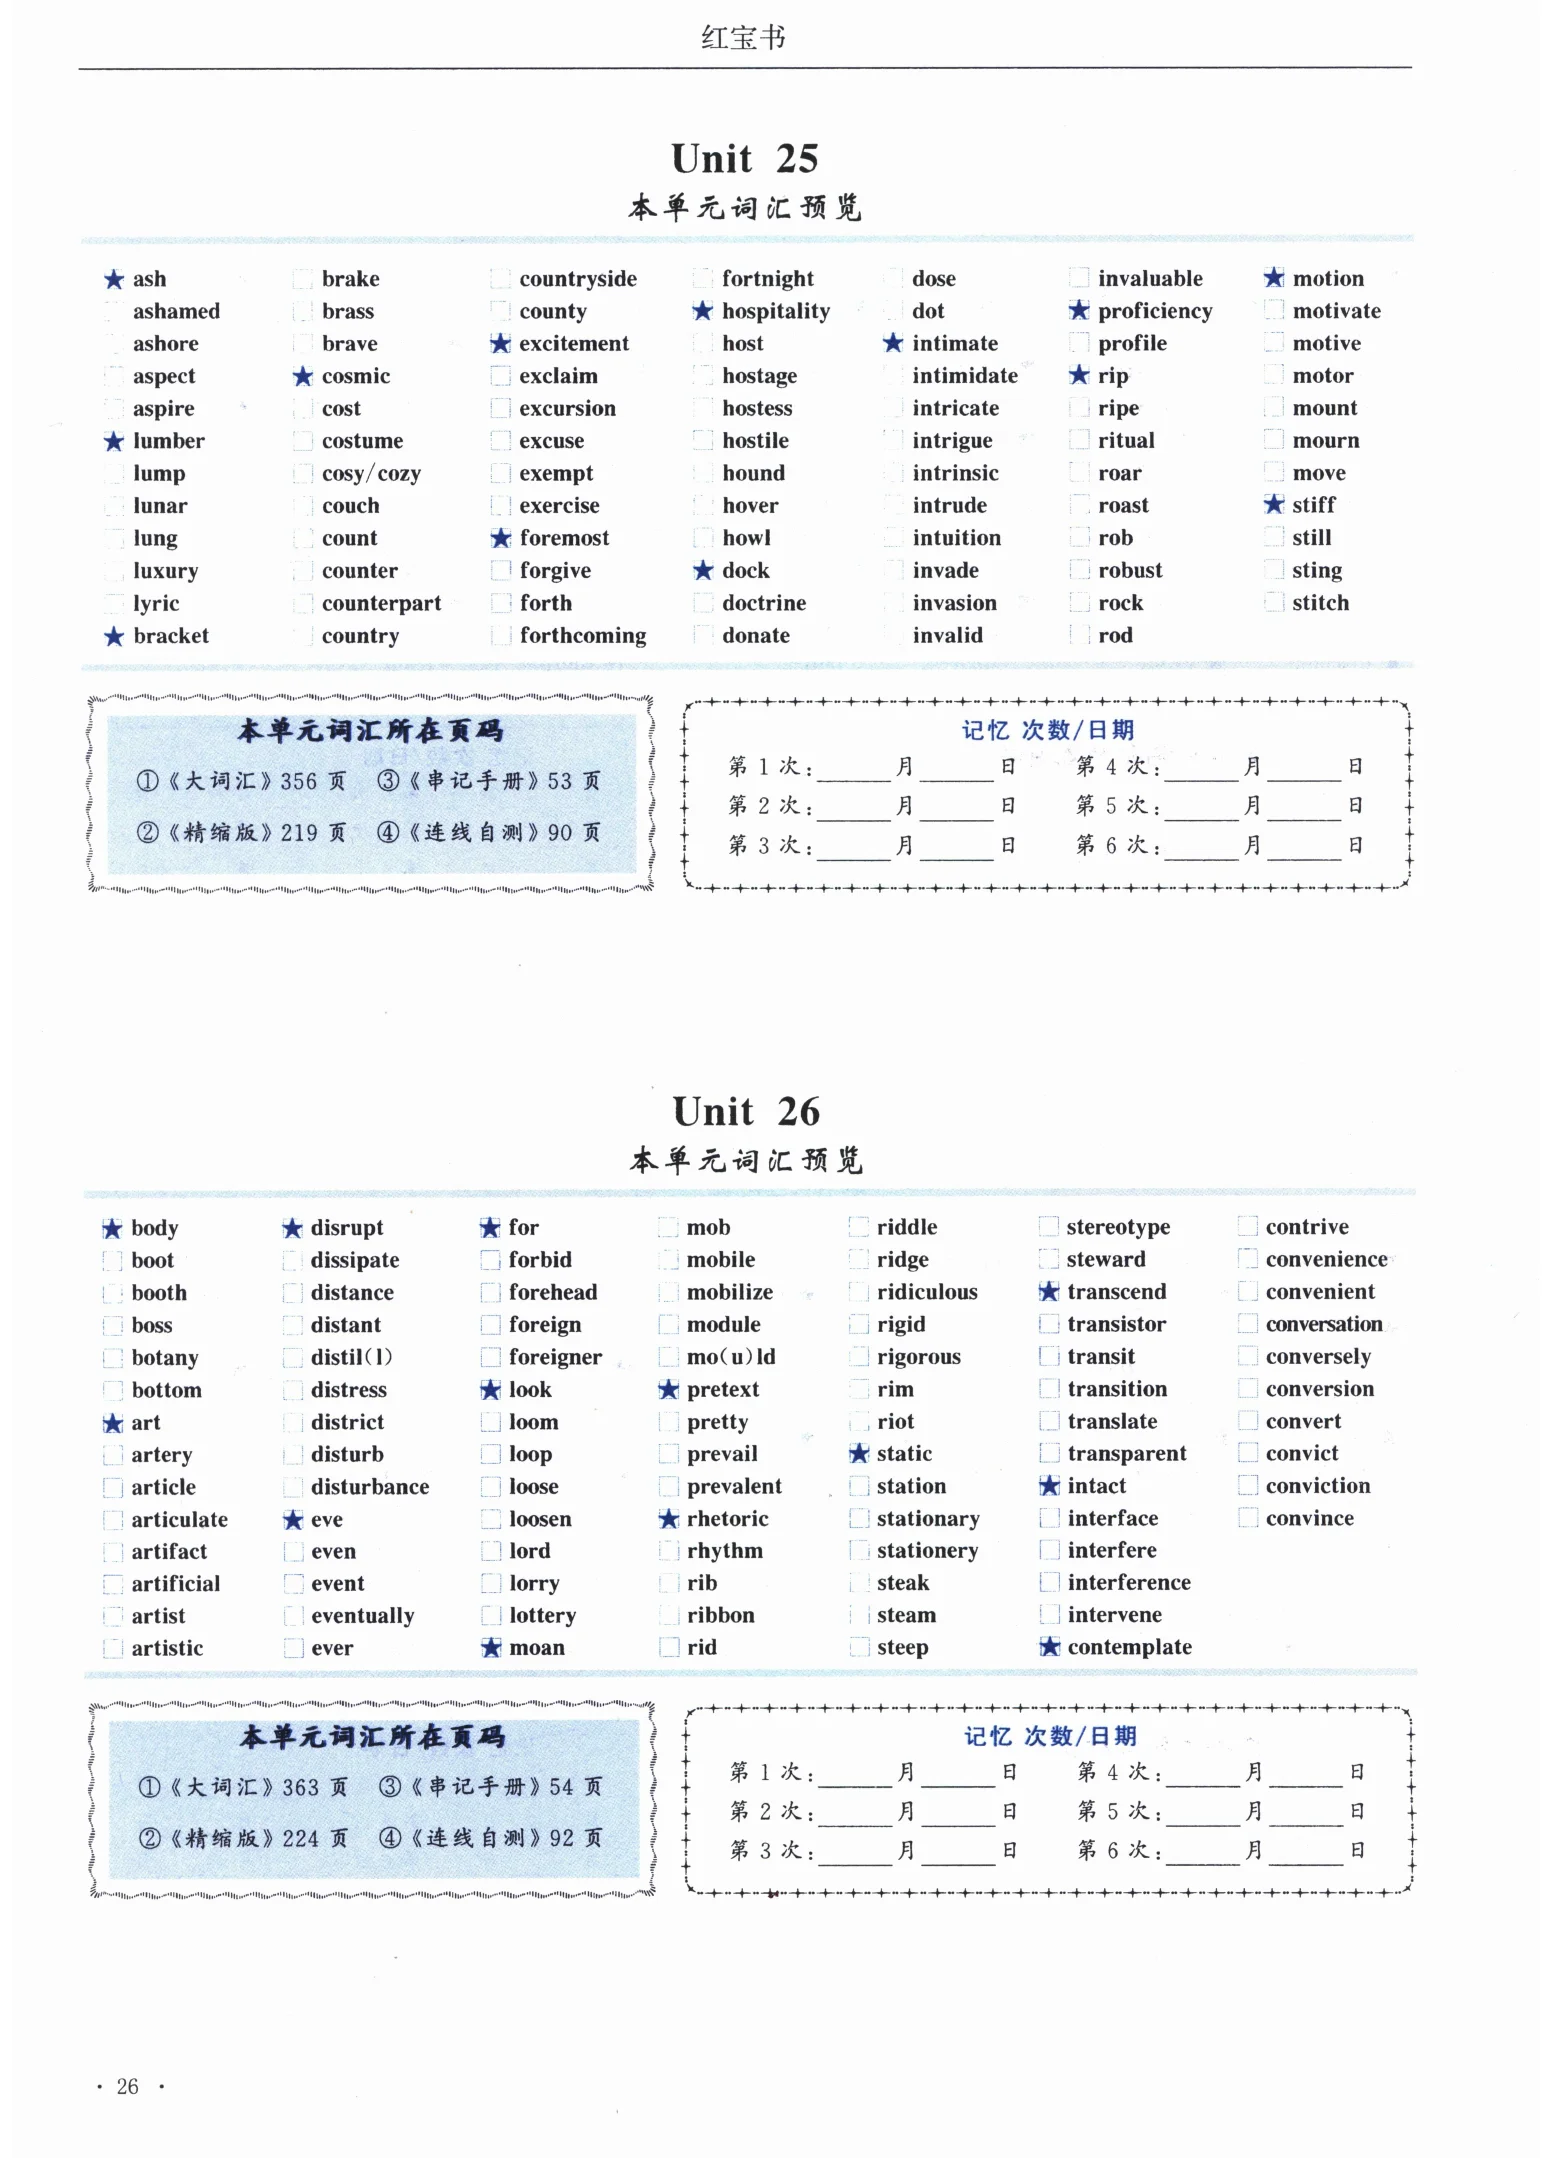 红宝书
Unit 25
本单元词汇预览
★ ash brake countryside fortnight dose invaluable ★ motion
ashamed brass county ★ hospitality dot ★ proficiency motivate
ashore brave ★ excitement host ★ intimate profile motive
aspect ★ cosmic exclaim hostage intimidate ★ rip motor
aspire cost excursion hostess intricate ripe mount
★ lumber costume excuse hostile intrigue ritual mourn
lump cosy/cozy exempt hound intrinsic roar move
lunar couch exercise hover intrude roast ★ stiff
lung count ★ foremost howl intuition rob still
luxury counter forgive ★ dock invade robust sting
lyric counterpart forth doctrine invasion rock stitch
★ bracket country forthcoming donate invalid rod
本单元词汇所在页码
①《大词汇》356 页 ③《串记手册》53 页
②《精缩版》219 页 ④《连线自测》90 页
记忆 次数/日期
第 1 次:______月______日 第 4 次:______月______日
第 2 次:______月______日 第 5 次:______月______日
第 3 次:______月______日 第 6 次:______月______日
Unit 26
本单元词汇预览
★ body ★ disrupt ★ for mob riddle stereotype contrive
boot dissipate forbid mobile ridge steward convenience
booth distance forehead mobilize ridiculous ★ transcend convenient
boss distant foreign module rigid transistor conversation
botany distil(l) foreigner mo(u)ld rigorous transit conversely
bottom distress ★ look ★ pretext rim transition conversion
★ art district loom pretty riot translate convert
artery disturb loop prevail ★ static transparent convict
article disturbance loose prevalent station ★ intact conviction
articulate ★ eve loosen ★ rhetoric stationary interface convince
artifact even lord rhythm stationery interfere
artificial event lorry rib steak interference
artist eventually lottery ribbon steam intervene
artistic ever ★ moan rid steep ★ contemplate
本单元词汇所在页码
①《大词汇》363 页 ③《串记手册》54 页
②《精缩版》224 页 ④《连线自测》92 页
记忆 次数/日期
第 1 次:______月______日 第 4 次:______月______日
第 2 次:______月______日 第 5 次:______月______日
第 3 次:______月______日 第 6 次:______月______日
· 26 ·